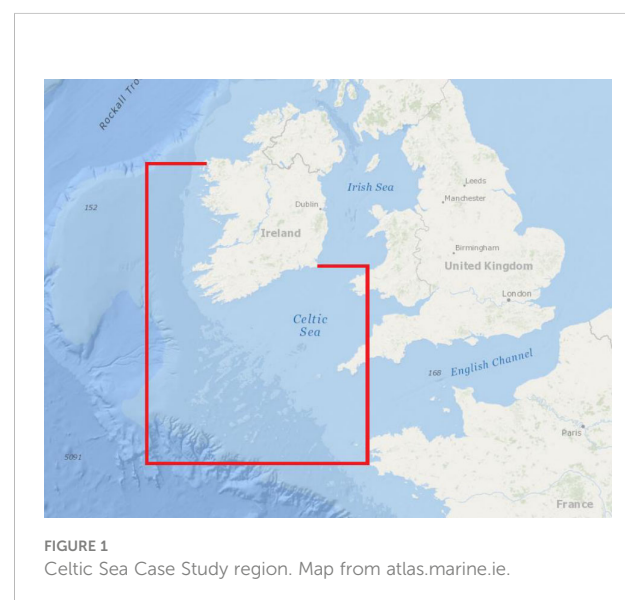 Rockall Tro
152
Irish Sea
Leeds
Manchester
Dublin
Ireland
Birmingham
United Kingdom
London
Celtic
Sea
English Channel
168
Paris
5091
France
FIGURE 1
Celtic Sea Case Study region. Map from atlas.marine.ie.